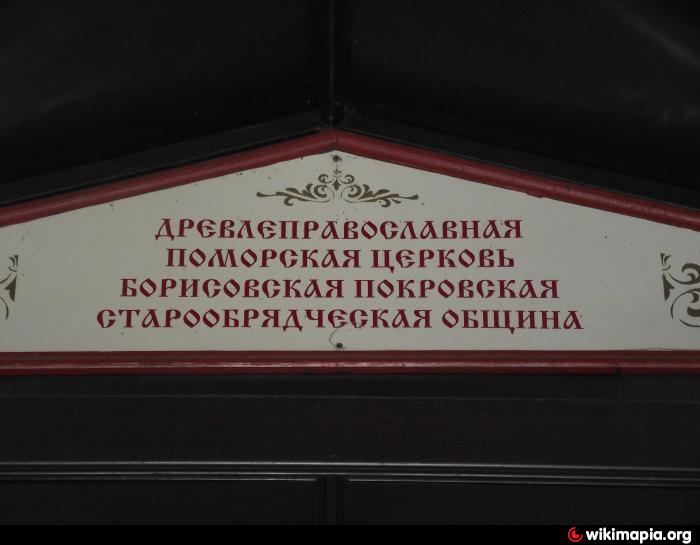 ДРЕВЛЕПРАВОСЛАВНАЯ
ПОМОРСКАЯ ЦЕРКОВЬ
БОРИСОВСКАЯ ПОКРОВСКАЯ
СТАРООБРЯДЧЕСКАЯ ОБЩИНА
wikimapia.org